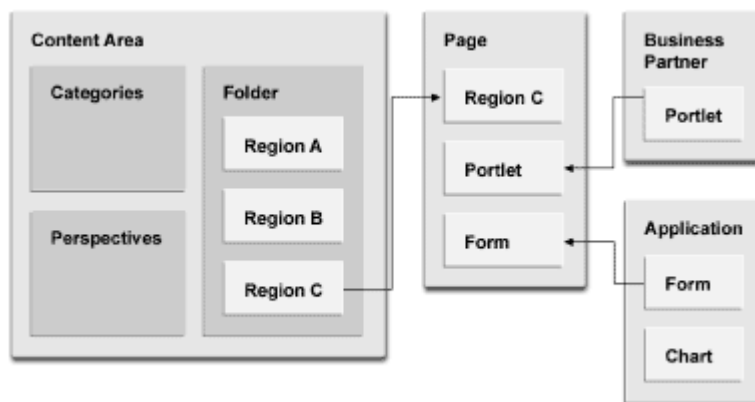 Content Area
Categories
Perspectives
Folder
Region A
Region B
Region C
Page
Region C
Portlet
Form
Business
Partner
Portlet
Application
Form
Chart